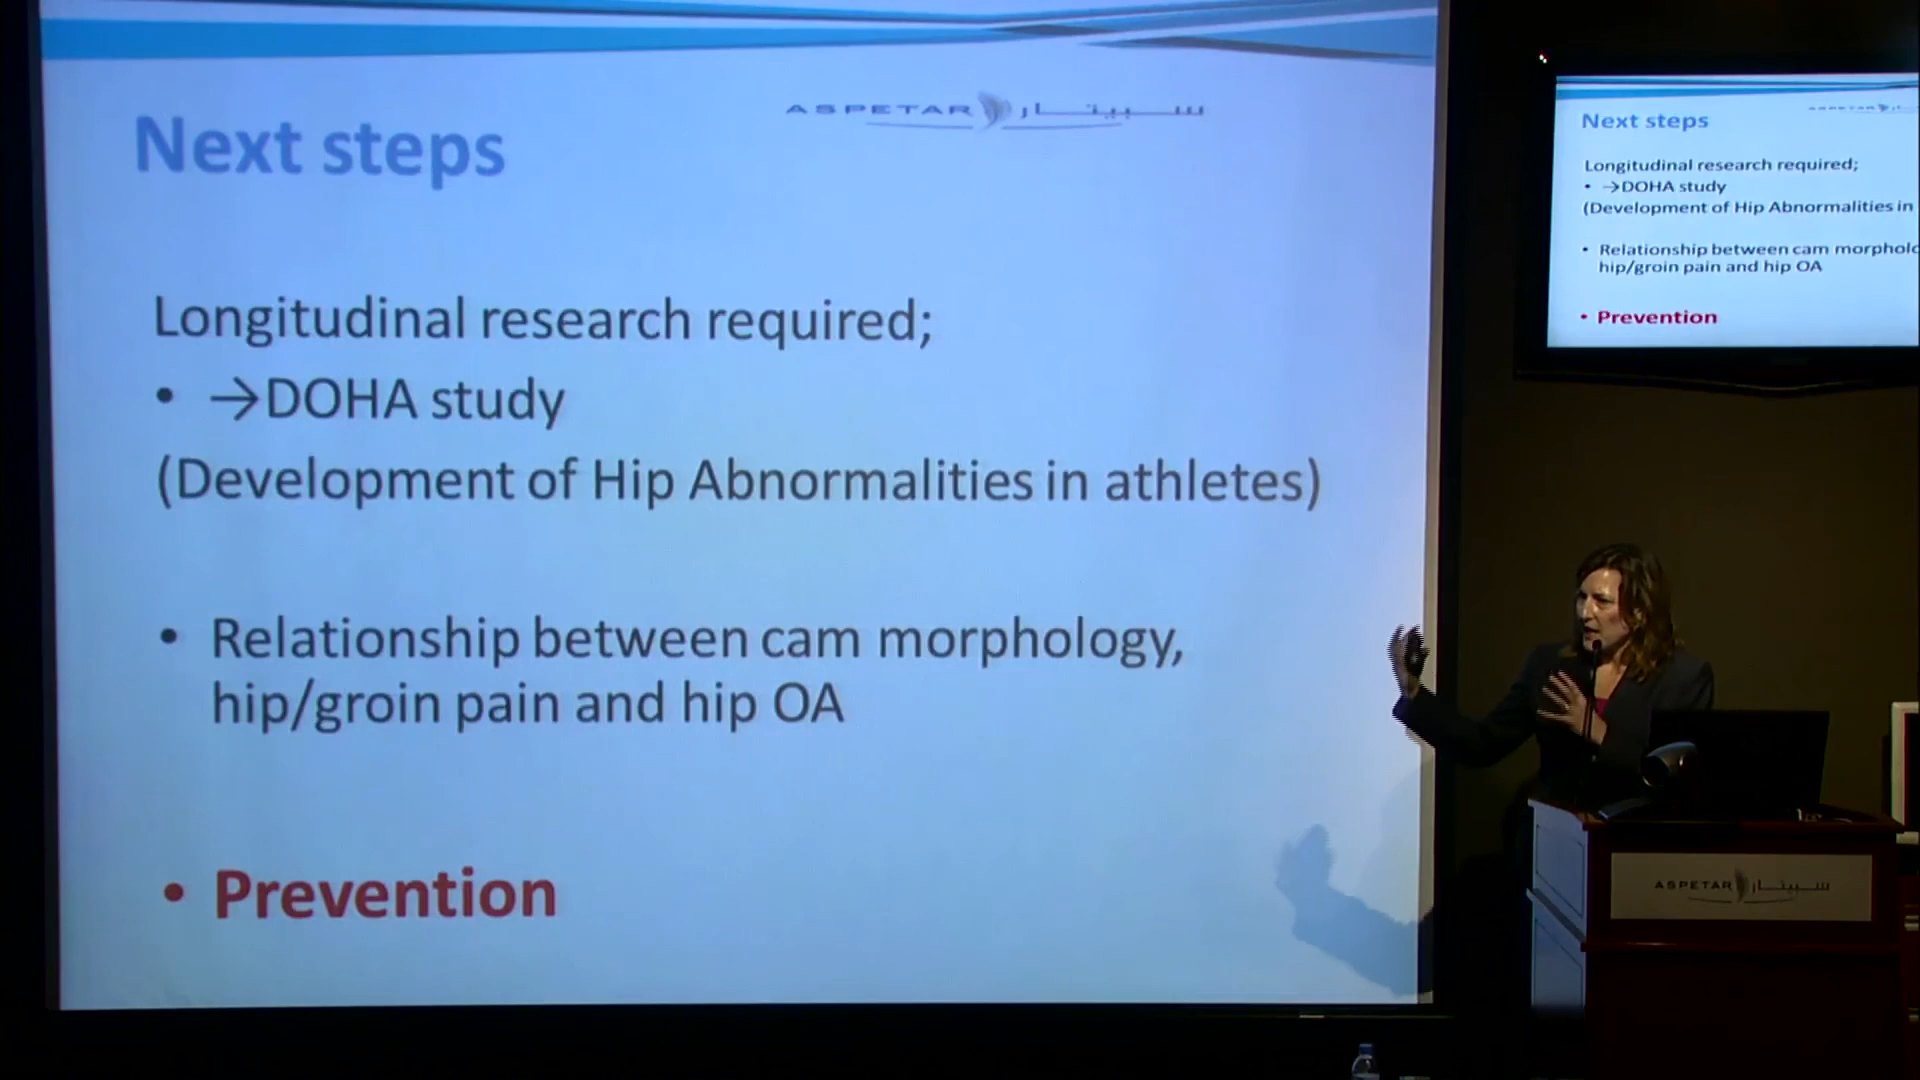 ASPETAR سبيتار
Next steps
Longitudinal research required;
• →DOHA study
(Development of Hip Abnormalities in athletes)
• Relationship between cam morphology,
hip/groin pain and hip OA
• Prevention
Next steps
Longitudinal research required;
• →DOHA study
(Development of Hip Abnormalities in
• Relationship between cam
hip/groin pain and hip OA
• Prevention
ASPETAR سبيتار